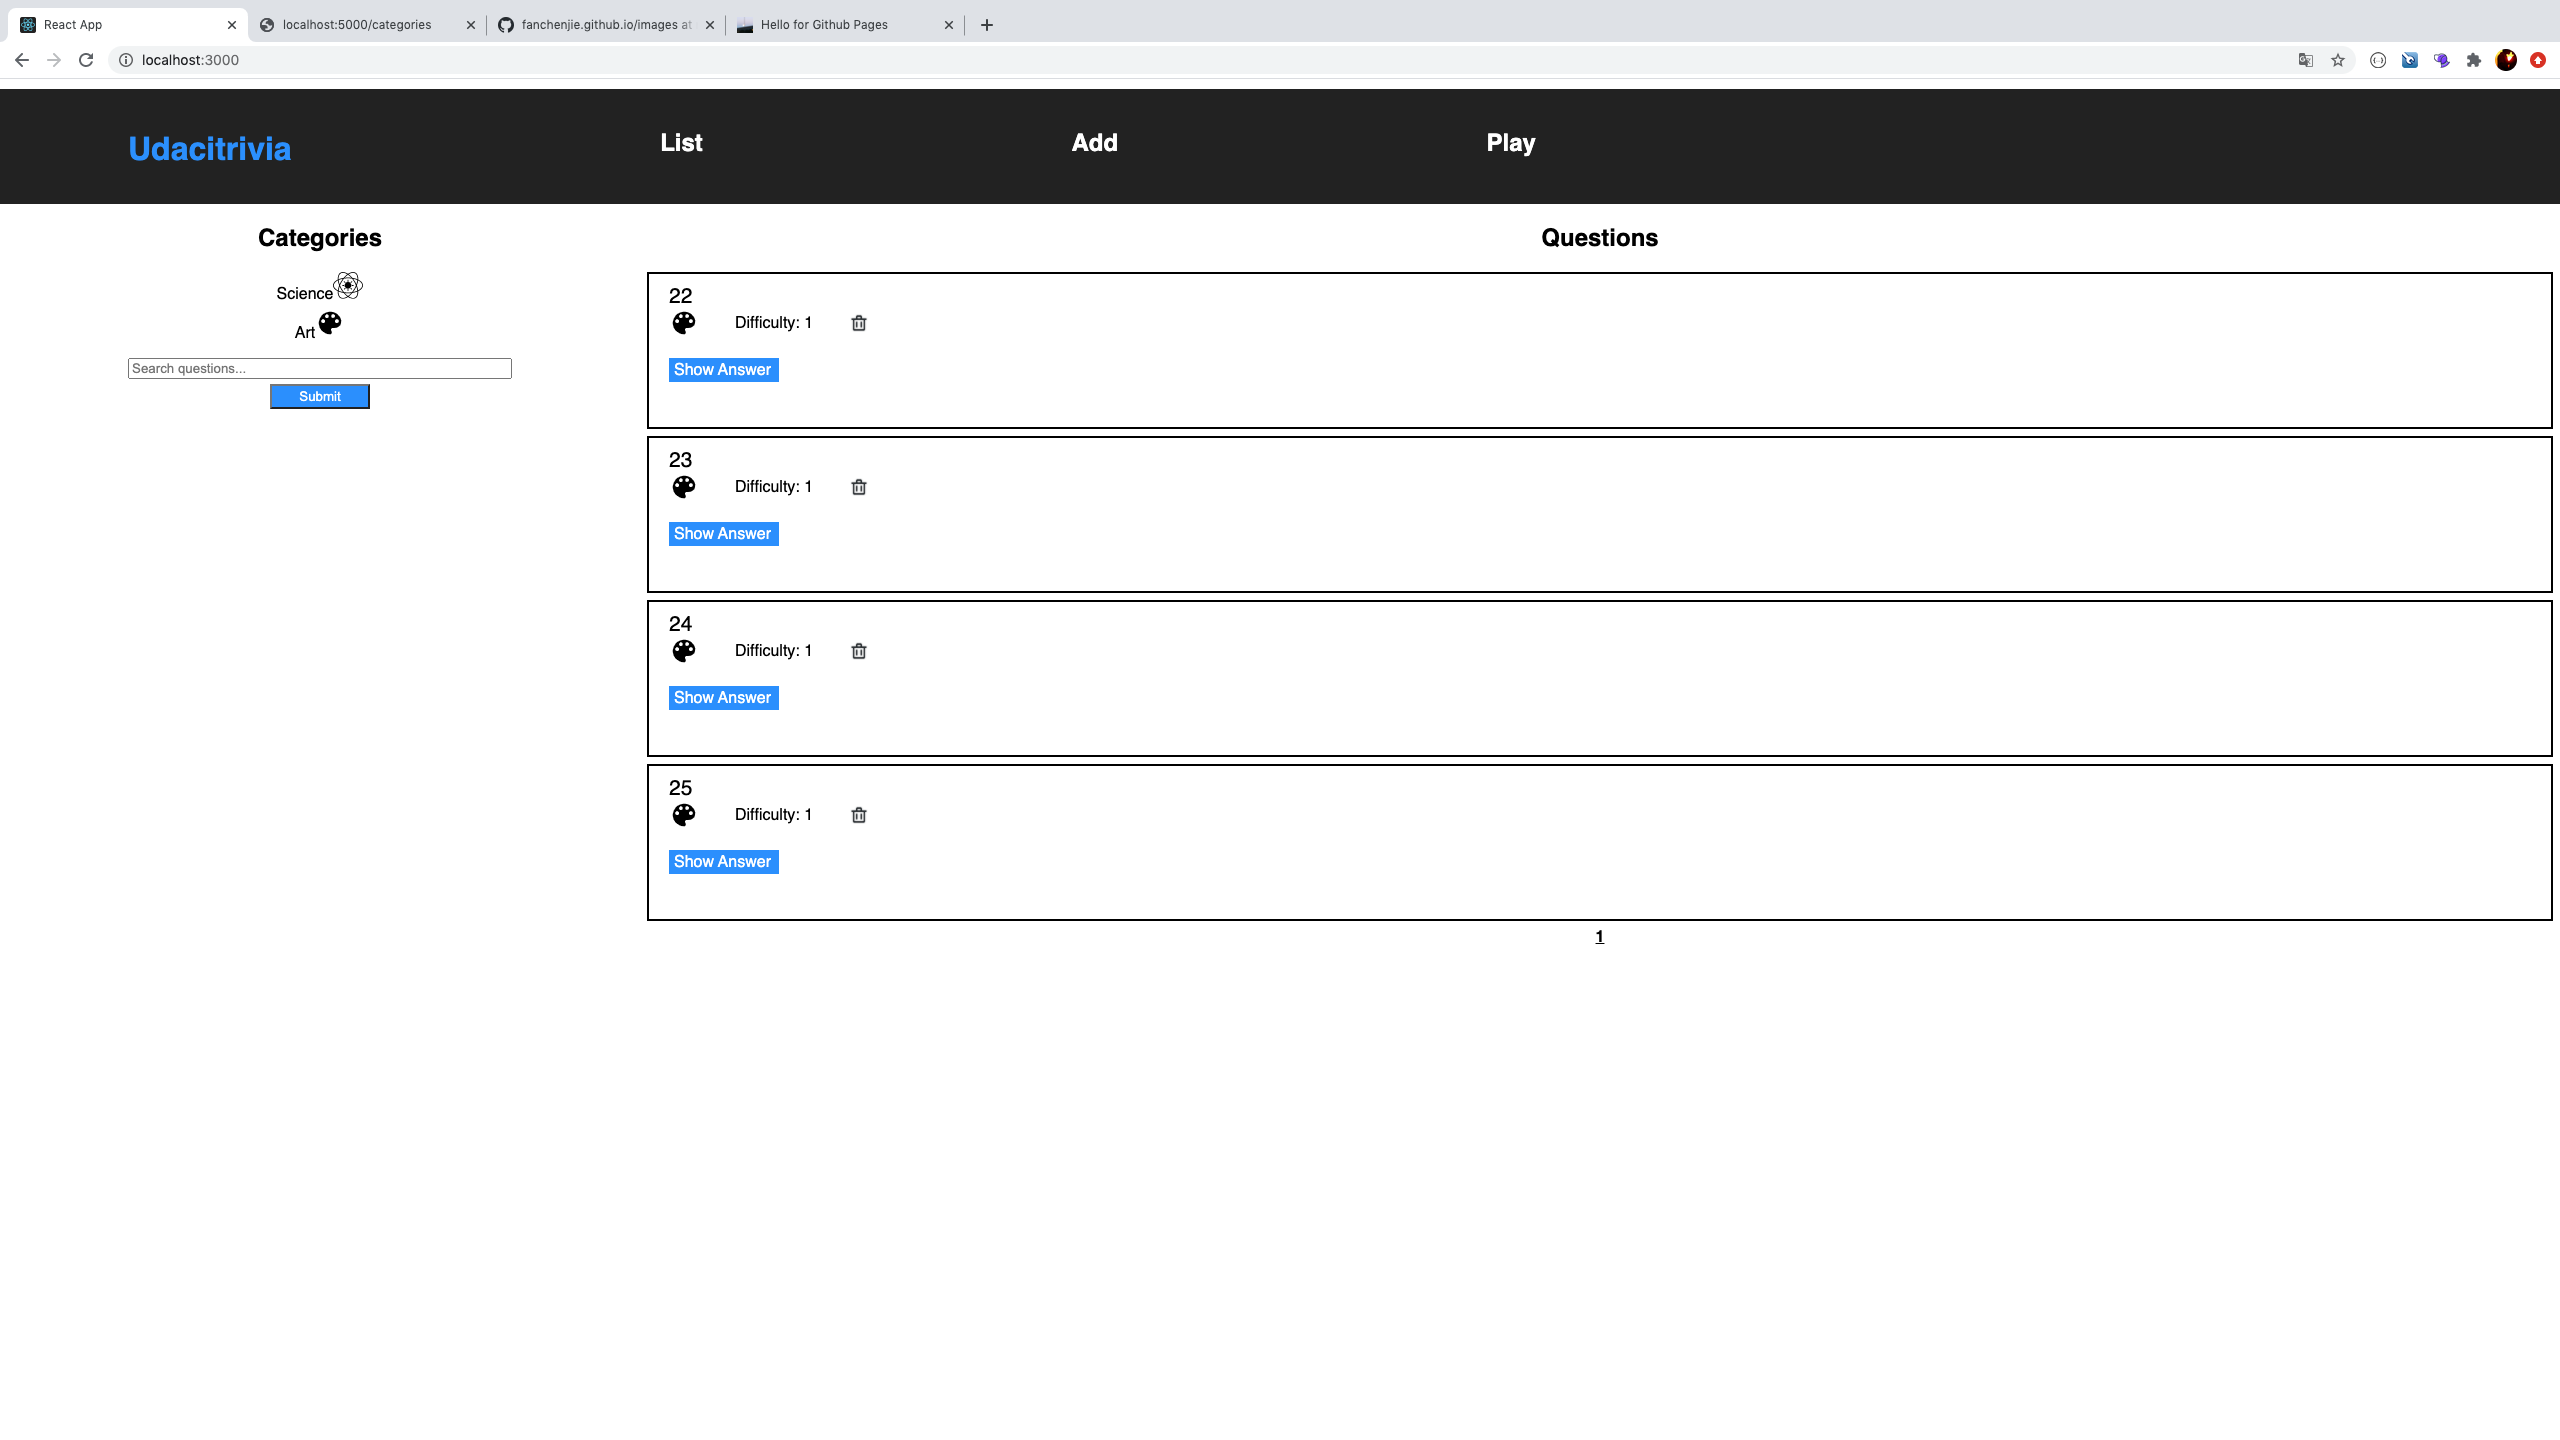 React App
localhost:5000/categories
fanchenjie.github.io/images at
Hello for Github Pages
localhost:3000
Udacitrivia
List
Add
Play
Categories
Science
Art
Search questions...
Submit
Questions
22
Difficulty: 1
Show Answer
23
Difficulty: 1
Show Answer
24
Difficulty: 1
Show Answer
25
Difficulty: 1
Show Answer
1